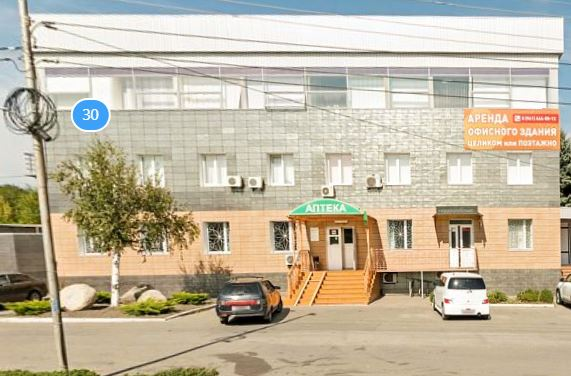 30
АРЕНДА
ОФИСНОГО ЗДАНИЯ
ЦЕЛИКОМ или ПОЭТАЖНО
АПТЕКА